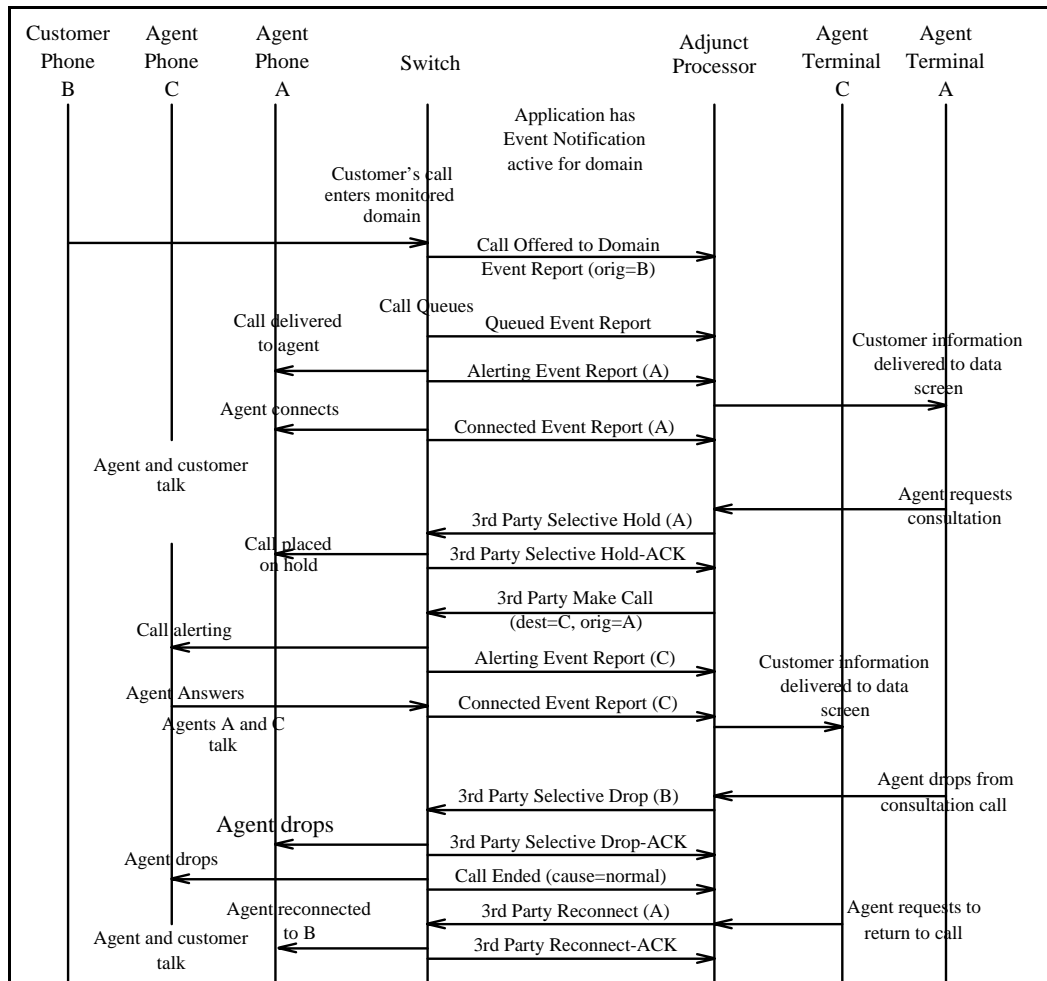 Customer
Phone
B
Agent
Phone
C
Agent
Phone
A
Switch
Adjunct
Processor
Agent
Terminal
C
Agent
Terminal
A
Application has
Event Notification
active for domain
Customer's call
enters monitored
domain
Call Offered to Domain
Event Report (orig=B)
Call Queues
Queued Event Report
Call delivered
to agent
Alerting Event Report (A)
Customer information
delivered to data
screen
Agent connects
Connected Event Report (A)
Agent and customer
talk
Agent requests
consultation
3rd Party Selective Hold (A)
Call placed
on hold
3rd Party Selective Hold-ACK
3rd Party Make Call
(dest=C, orig=A)
Call alerting
Alerting Event Report (C)
Customer information
delivered to data
screen
Agent Answers
Connected Event Report (C)
Agents A and C
talk
Agent drops from
consultation call
3rd Party Selective Drop (B)
Agent drops
3rd Party Selective Drop-ACK
Agent drops
Call Ended (cause=normal)
Agent requests to
return to call
3rd Party Reconnect (A)
Agent reconnected
to B
Agent and customer
talk
3rd Party Reconnect-ACK